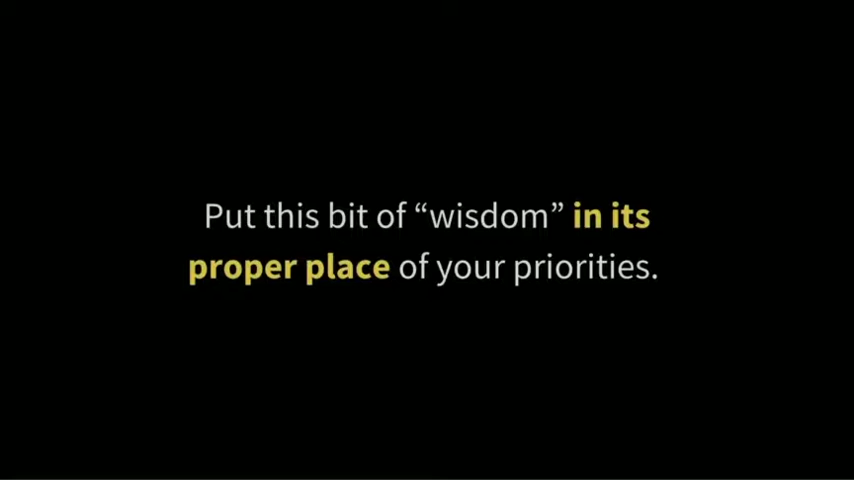 Put this bit of “wisdom” in its
proper place of your priorities.